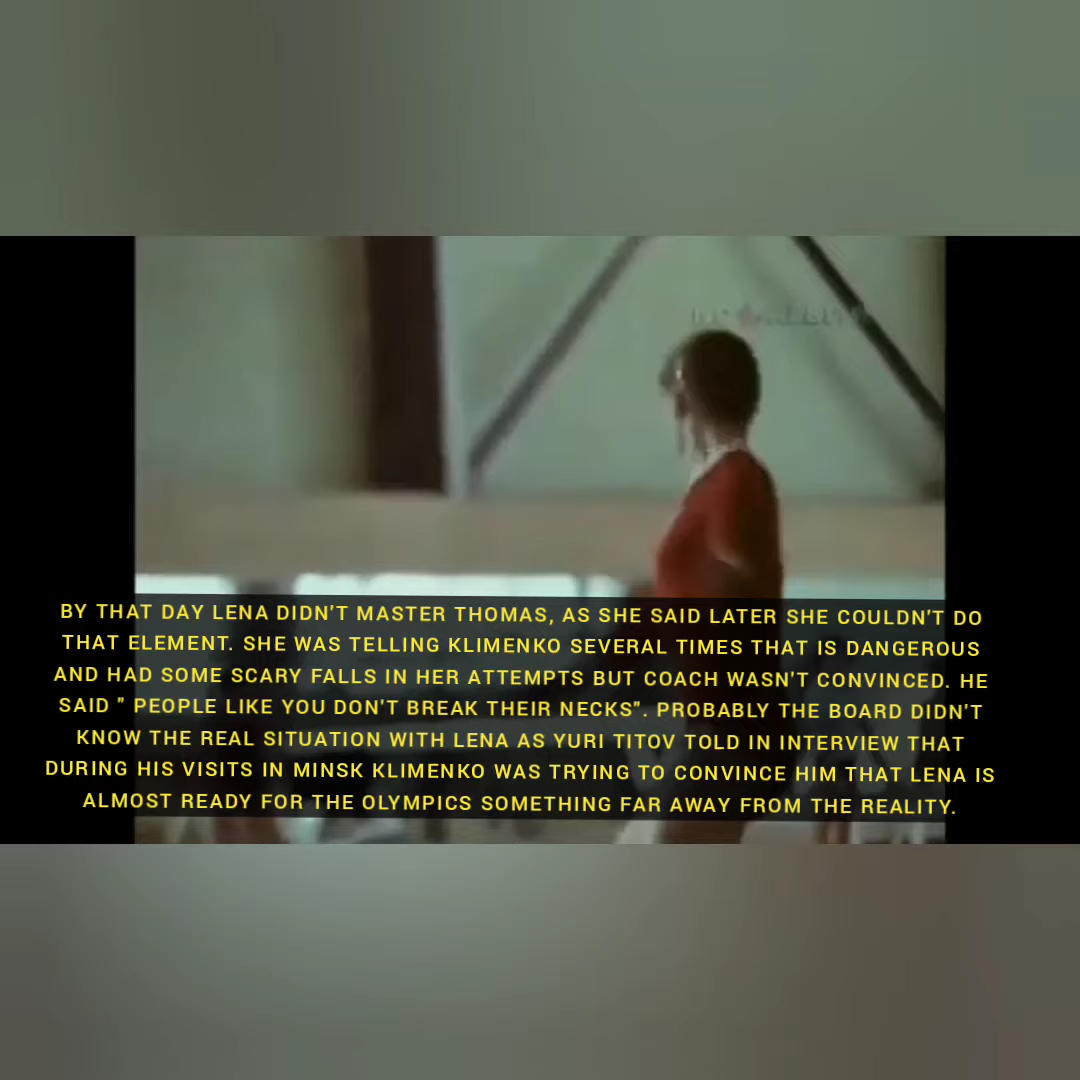 BY THAT DAY LENA DIDN'T MASTER THOMAS, AS SHE SAID LATER SHE COULDN'T DO
THAT ELEMENT. SHE WAS TELLING KLIMENKO SEVERAL TIMES THAT IS DANGEROUS
AND HAD SOME SCARY FALLS IN HER ATTEMPTS BUT COACH WASN'T CONVINCED. HE
SAID " PEOPLE LIKE YOU DON'T BREAK THEIR NECKS". PROBABLY THE BOARD DIDN'T
KNOW THE REAL SITUATION WITH LENA AS YURI TITOV TOLD IN INTERVIEW THAT
DURING HIS VISITS IN MINSK KLIMENKO WAS TRYING TO CONVINCE HIM THAT LENA IS
ALMOST READY FOR THE OLYMPICS SOMETHING FAR AWAY FROM THE REALITY.